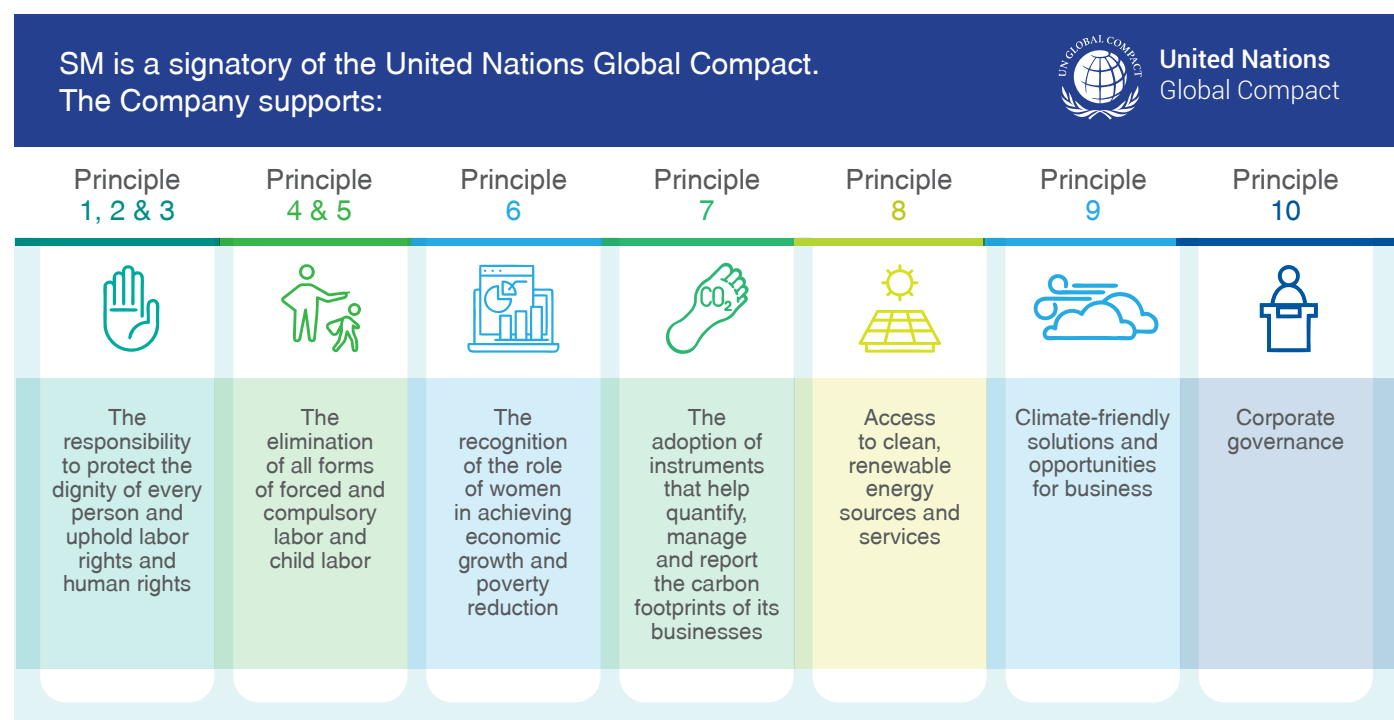 SM is a signatory of the United Nations Global Compact.
The Company supports:
UN GLOBAL COMPACT
United Nations
Global Compact
Principle
1, 2 & 3
The
responsibility
to protect the
dignity of every
person and
uphold labor
rights and
human rights
Principle
4 & 5
The
elimination
of all forms
of forced and
compulsory
labor and
child labor
Principle
6
The
recognition
of the role
of women
in achieving
economic
growth and
poverty
reduction
Principle
7
CO2
The
adoption of
instruments
that help
quantify,
manage
and report
the carbon
footprints of its
businesses
Principle
8
Access
to clean,
renewable
energy
sources and
services
Principle
9
Climate-friendly
solutions and
opportunities
for business
Principle
10
Corporate
governance